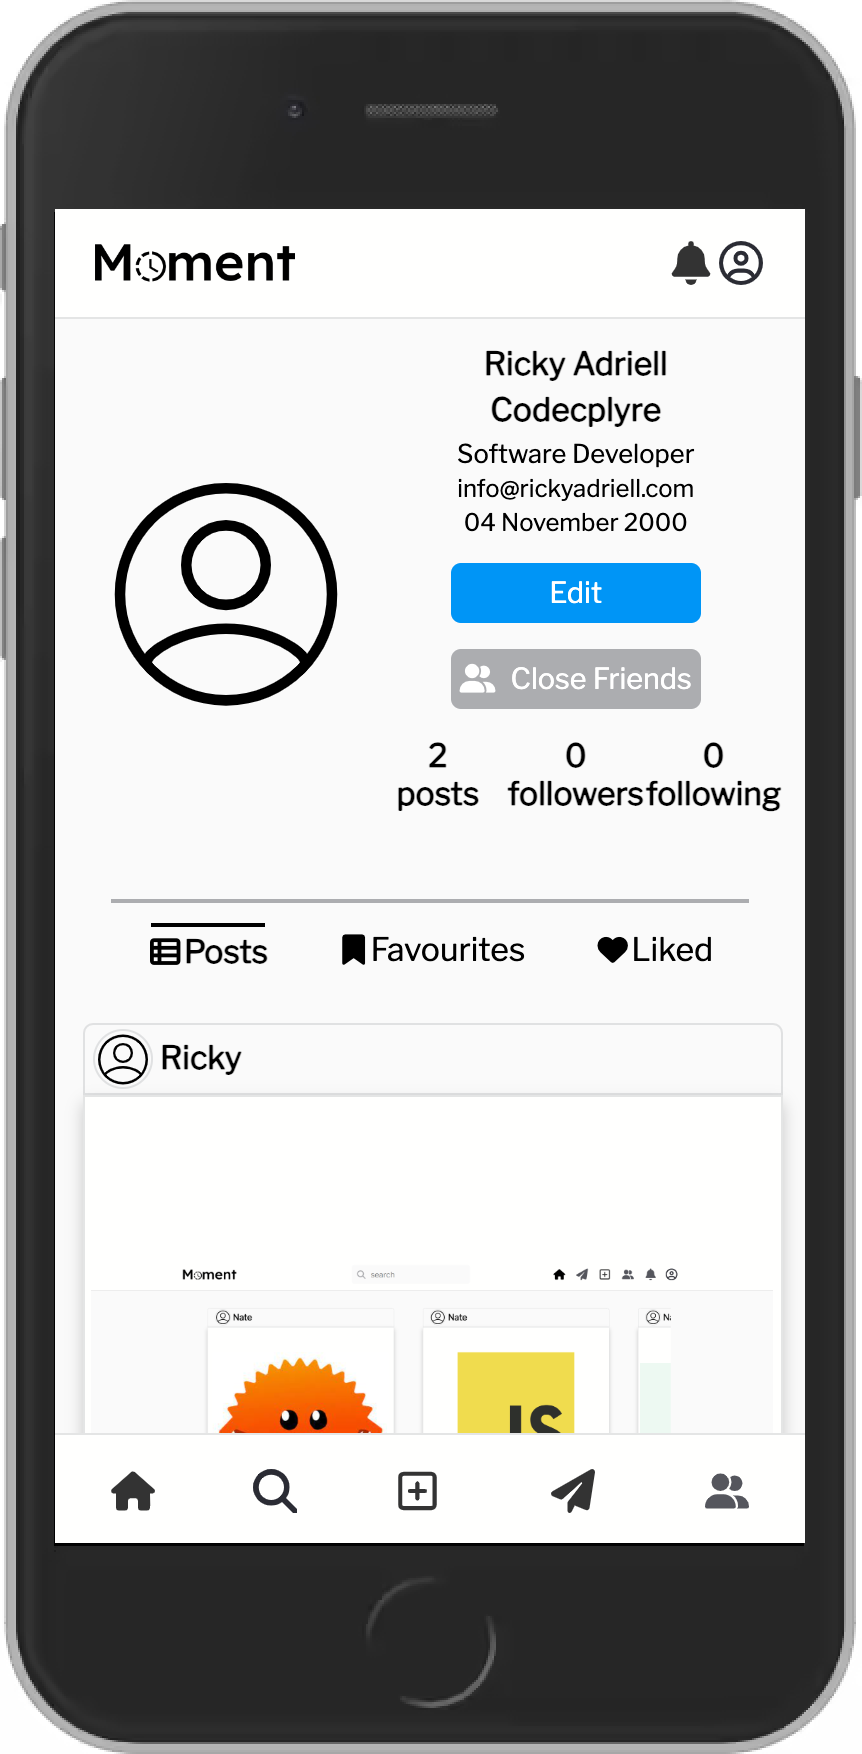 Moment
Ricky Adriell
Codecplyre
Software Developer
info@rickyadriell.com
04 November 2000
Edit
Close Friends
2 0 0
posts followers following
Posts Favourites Liked
Ricky
Moment search
Nate Nate Na
JS